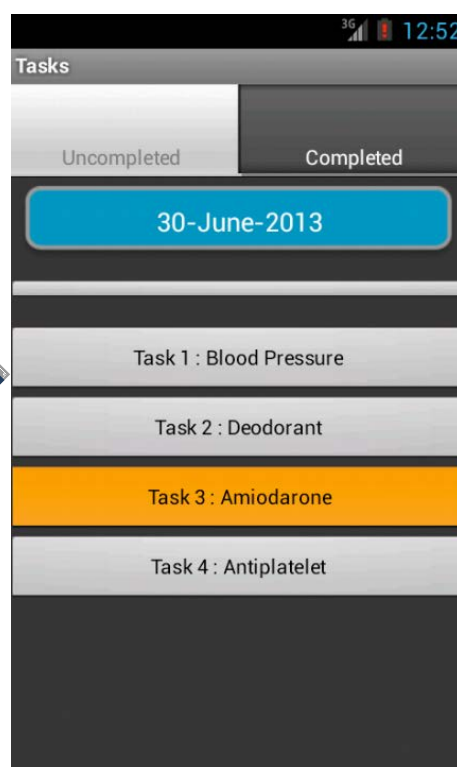 3G 12:52
Tasks
Uncompleted Completed
30-June-2013
Task 1 : Blood Pressure
Task 2 : Deodorant
Task 3 : Amiodarone
Task 4 : Antiplatelet